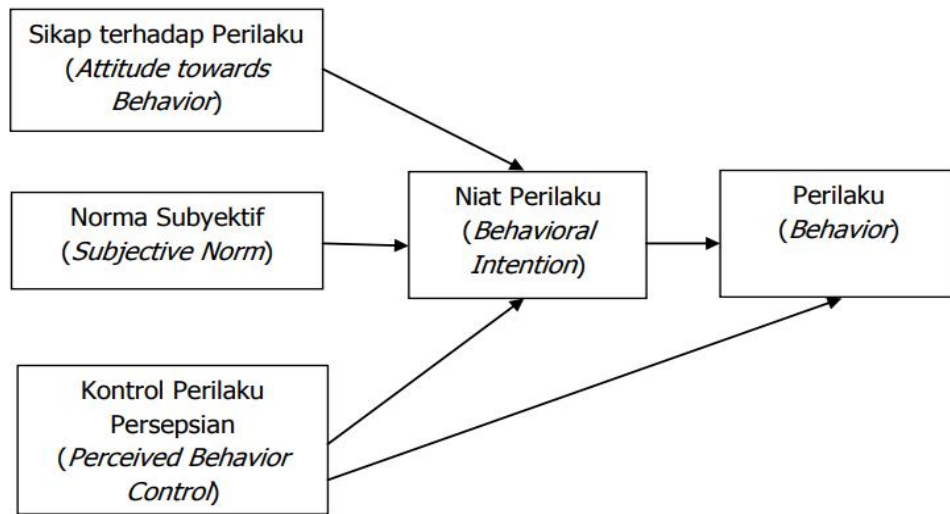 Sikap terhadap Perilaku
(Attitude towards
Behavior)
Norma Subyektif
(Subjective Norm)
Kontrol Perilaku
Persepsian
(Perceived Behavior
Control)
Niat Perilaku
(Behavioral
Intention)
Perilaku
(Behavior)